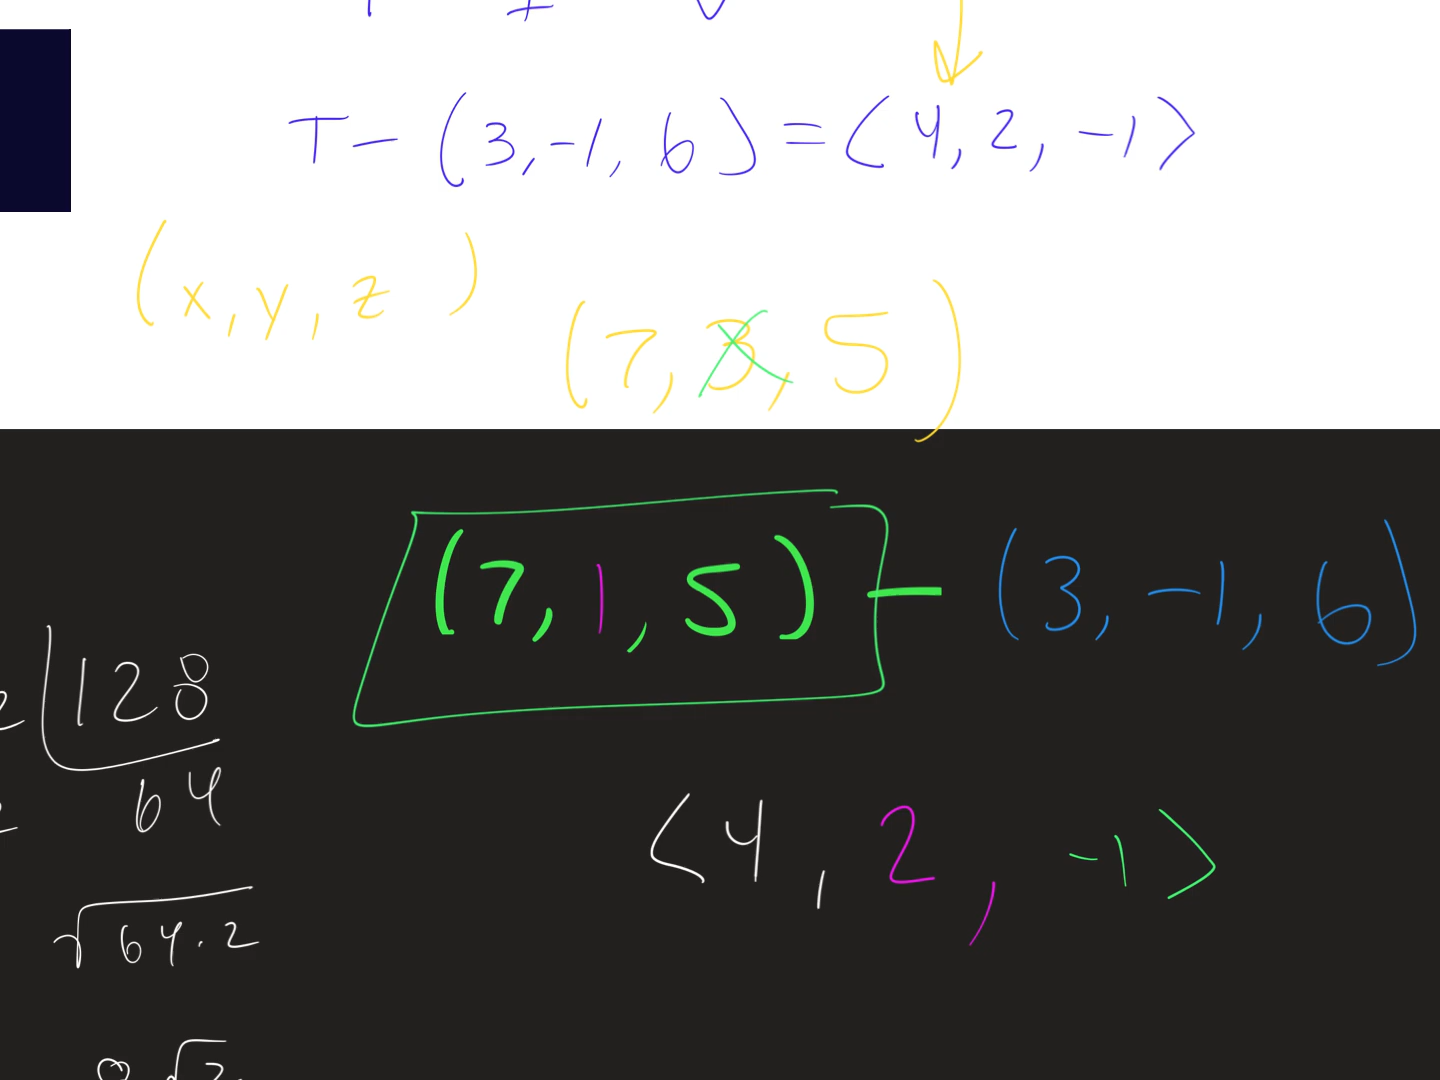 T - (3, -1, 6) = ⟨4, 2, -1⟩
(x, y, z)
(7, 3, 5)
(7, 1, 5) - (3, -1, 6)
128
64
⟨4, 2, -1⟩
√64.2